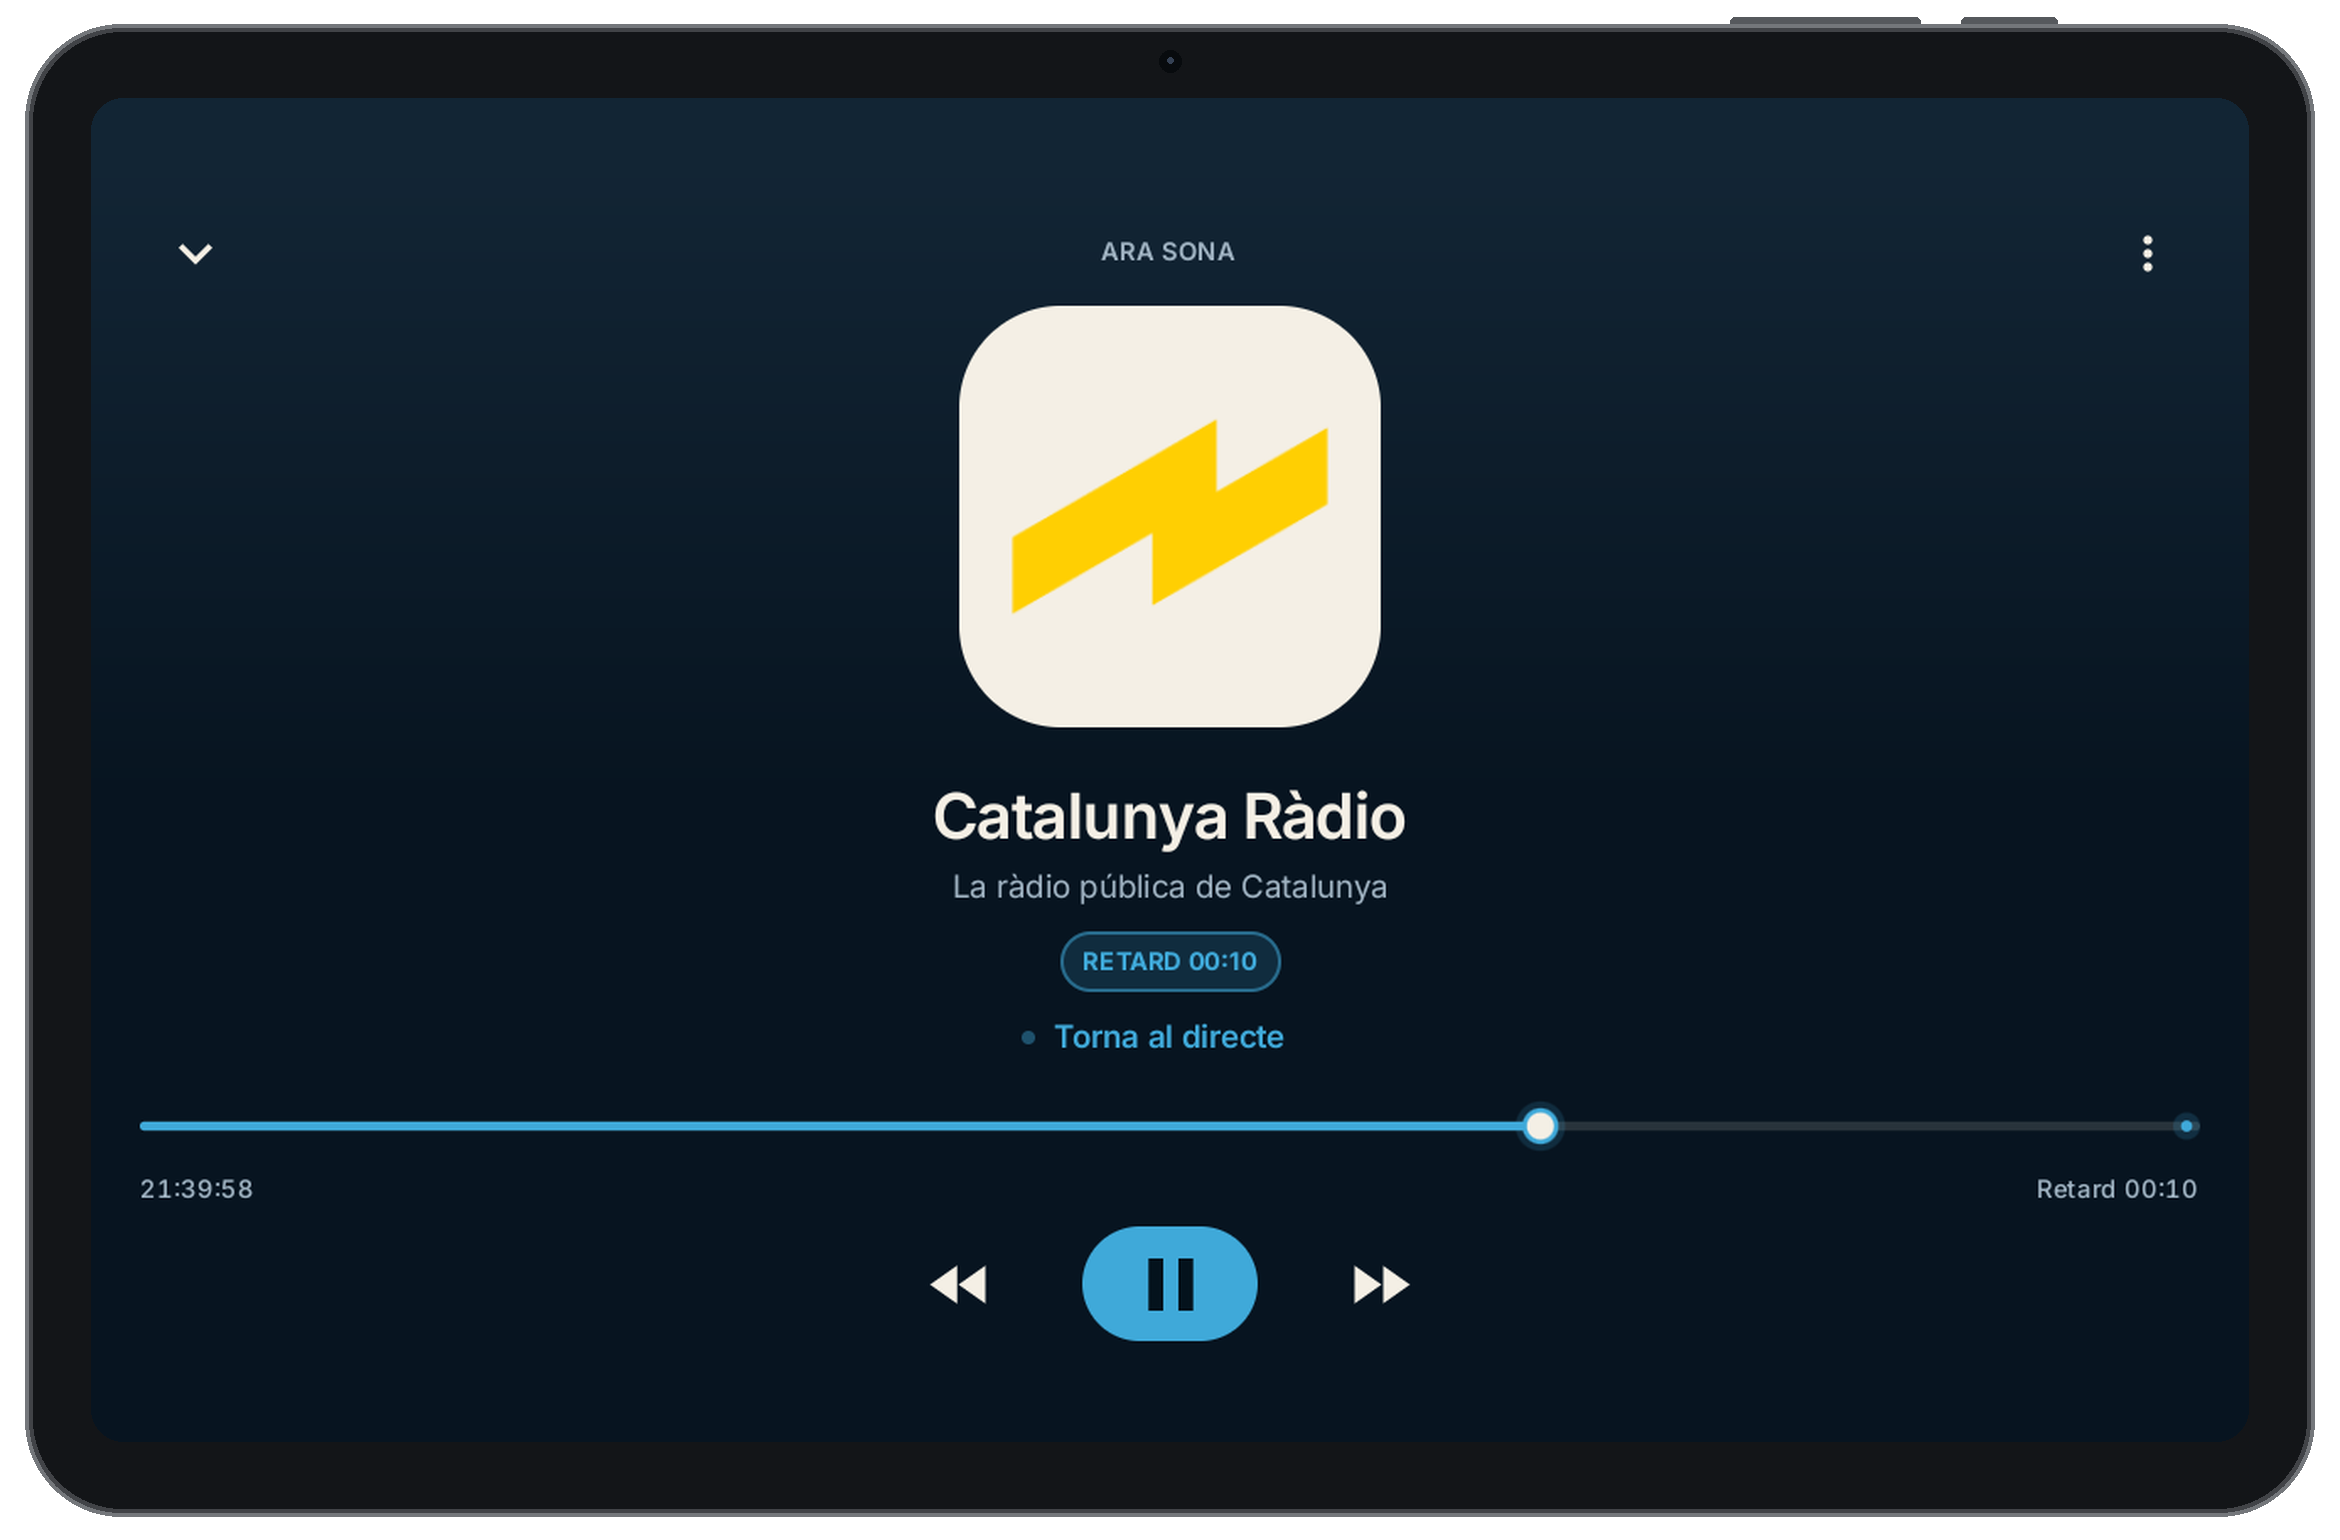 ARA SONA
Catalunya Ràdio
La ràdio pública de Catalunya
RETARD 00:10
Torna al directe
21:39:58
Retard 00:10